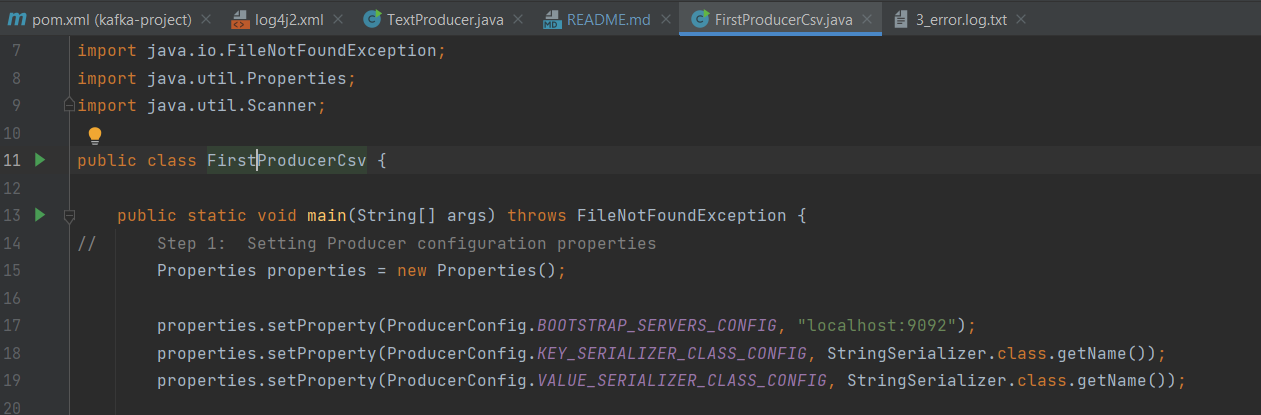 pom.xml (kafka-project) log4j2.xml TextProducer.java README.md FirstProducerCsv.java 3_error.log.txt
7 import java.io.FileNotFoundException;
8 import java.util.Properties;
9 import java.util.Scanner;
10
11 public class FirstProducerCsv {
12
13 public static void main(String[] args) throws FileNotFoundException {
14 // Step 1: Setting Producer configuration properties
15 Properties properties = new Properties();
16
17 properties.setProperty(ProducerConfig.BOOTSTRAP_SERVERS_CONFIG, "localhost:9092");
18 properties.setProperty(ProducerConfig.KEY_SERIALIZER_CLASS_CONFIG, StringSerializer.class.getName());
19 properties.setProperty(ProducerConfig.VALUE_SERIALIZER_CLASS_CONFIG, StringSerializer.class.getName());
20